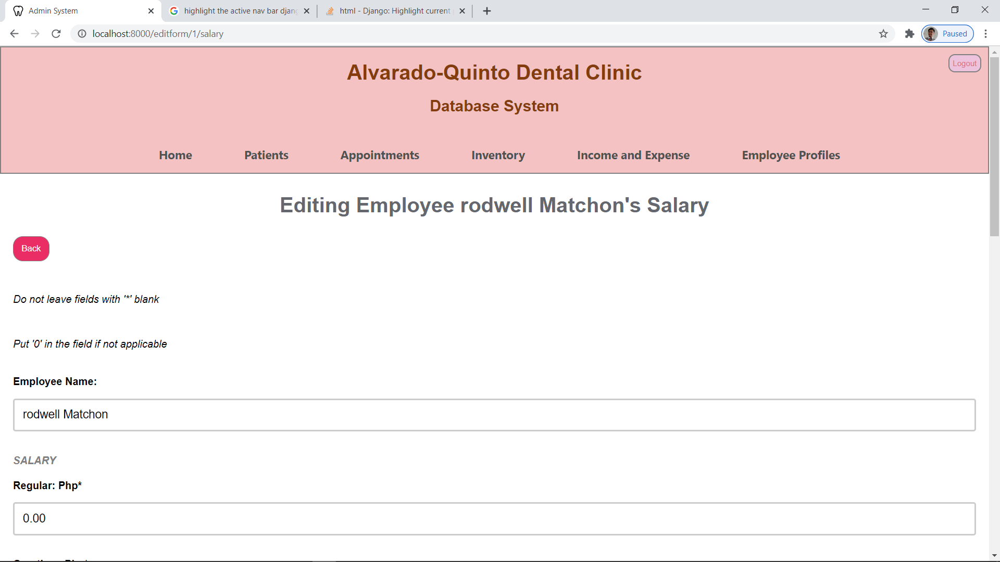 Admin System
highlight the active nav bar djang
html - Django: Highlight current
localhost:8000/editform/1/salary
Paused
Logout
Alvarado-Quinto Dental Clinic
Database System
Home Patients Appointments Inventory Income and Expense Employee Profiles
Editing Employee rodwell Matchon's Salary
Back
Do not leave fields with '*' blank
Put '0' in the field if not applicable
Employee Name:
rodwell Matchon
SALARY
Regular: Php*
0.00